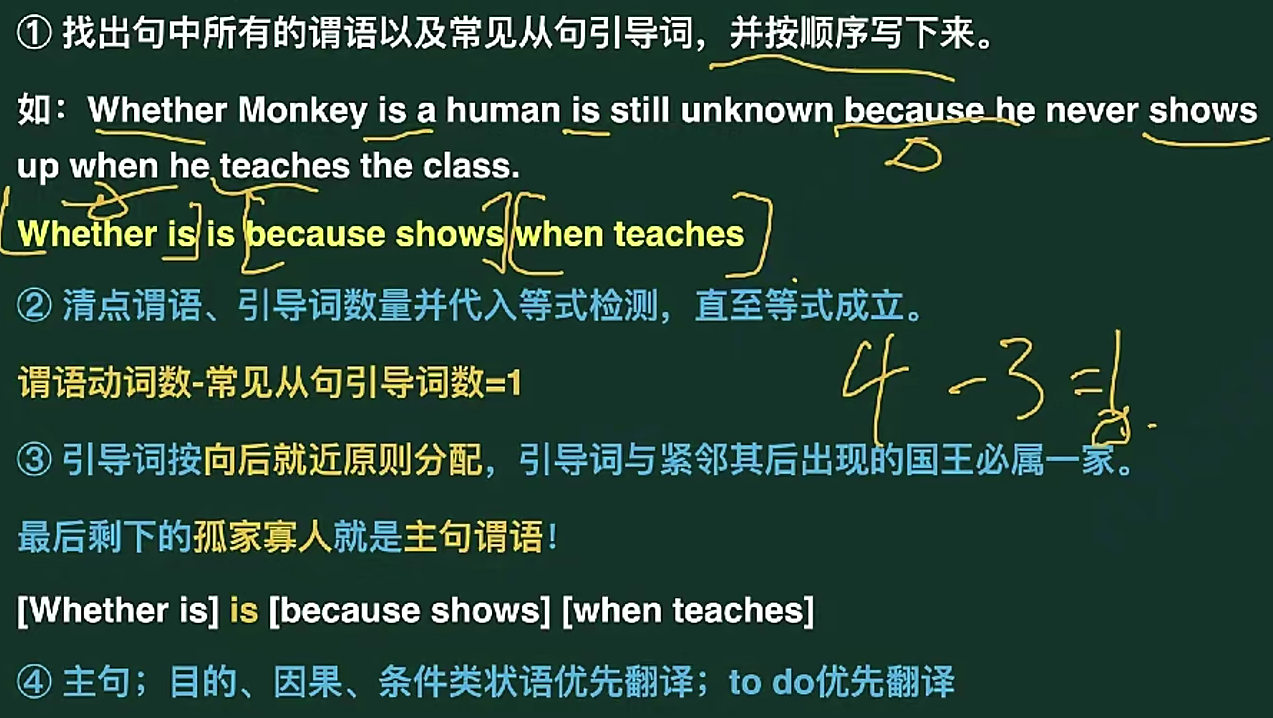 ① 找出句中所有的谓语以及常见从句引导词，并按顺序写下来。
如：Whether Monkey is a human is still unknown because he never shows
up when he teaches the class.
Whether is is because shows when teaches
② 清点谓语、引导词数量并代入等式检测，直至等式成立。
谓语动词数-常见从句引导词数=1
4 - 3 = 1
③ 引导词按向后就近原则分配，引导词与紧邻其后出现的国王必属一家。
最后剩下的孤家寡人就是主句谓语！
[Whether is] is [because shows] [when teaches]
④ 主句；目的、因果、条件类状语优先翻译；to do优先翻译